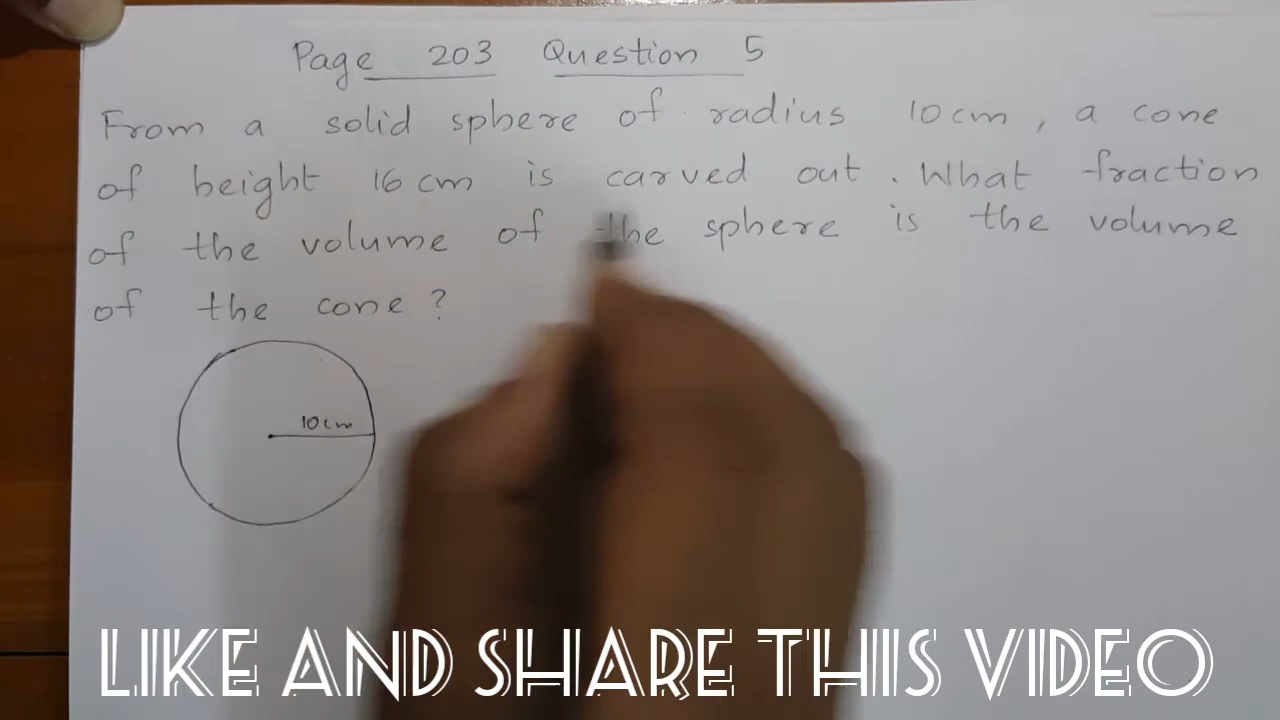 Page 203 Question 5
From a solid sphere of radius 10cm, a cone
of height 16 cm is carved out. What fraction
of the volume of the sphere is the volume
of the cone?
10cm
LIKE AND SHARE THIS VIDEO